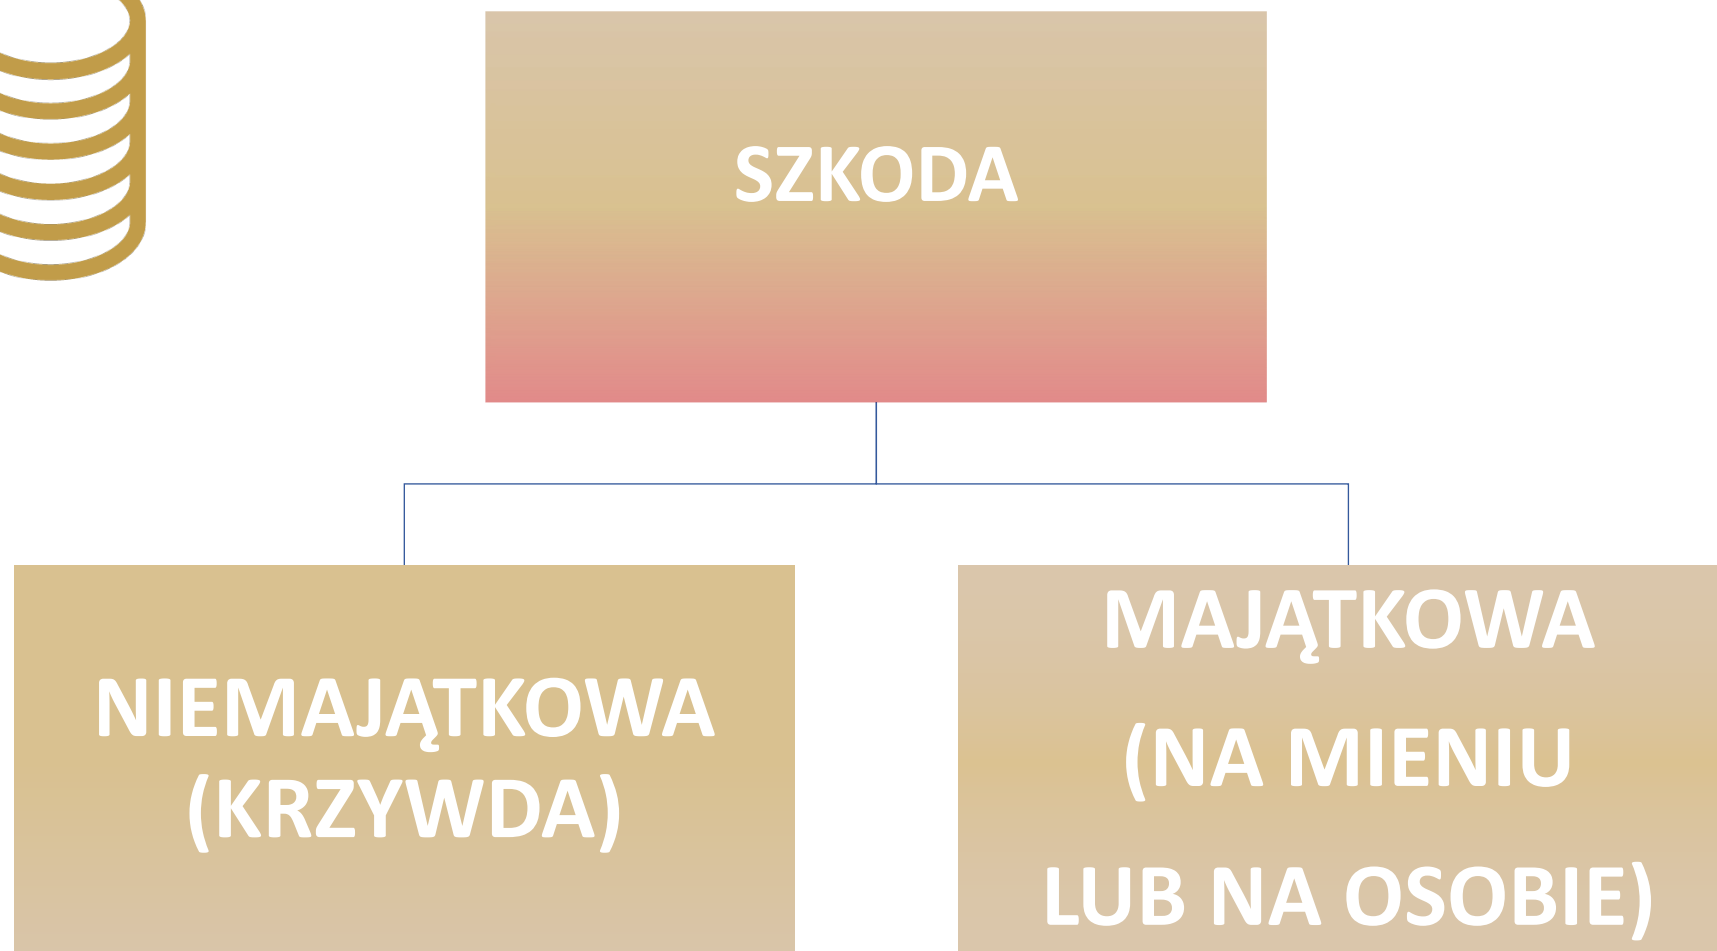 SZKODA
NIEMAJĄTKOWA
(KRZYWDA)
MAJĄTKOWA
(NA MIENIU
LUB NA OSOBIE)